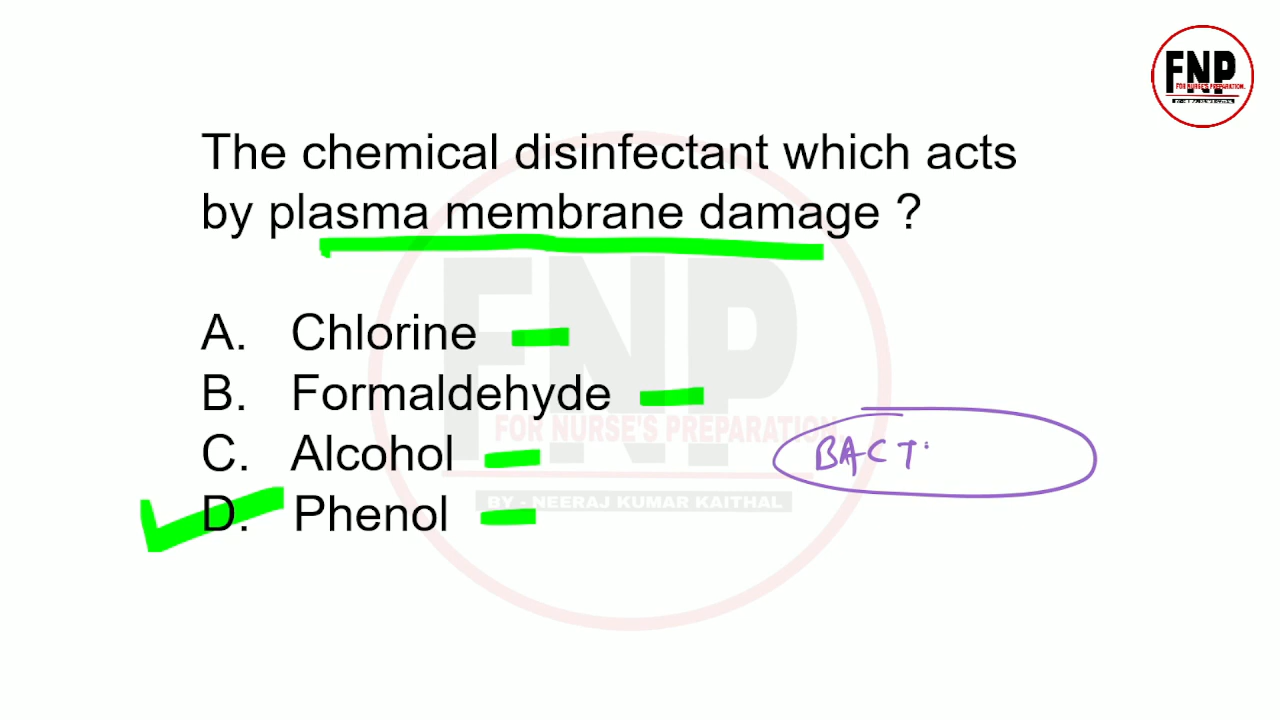 FNP
FOR NURSE'S PREPARATION.
The chemical disinfectant which acts
by plasma membrane damage ?
A. Chlorine
B. Formaldehyde
C. Alcohol
D. Phenol
BACT.
FNP
FOR NURSE'S PREPARATION
BY - NEERAJ KUMAR KAITHAL